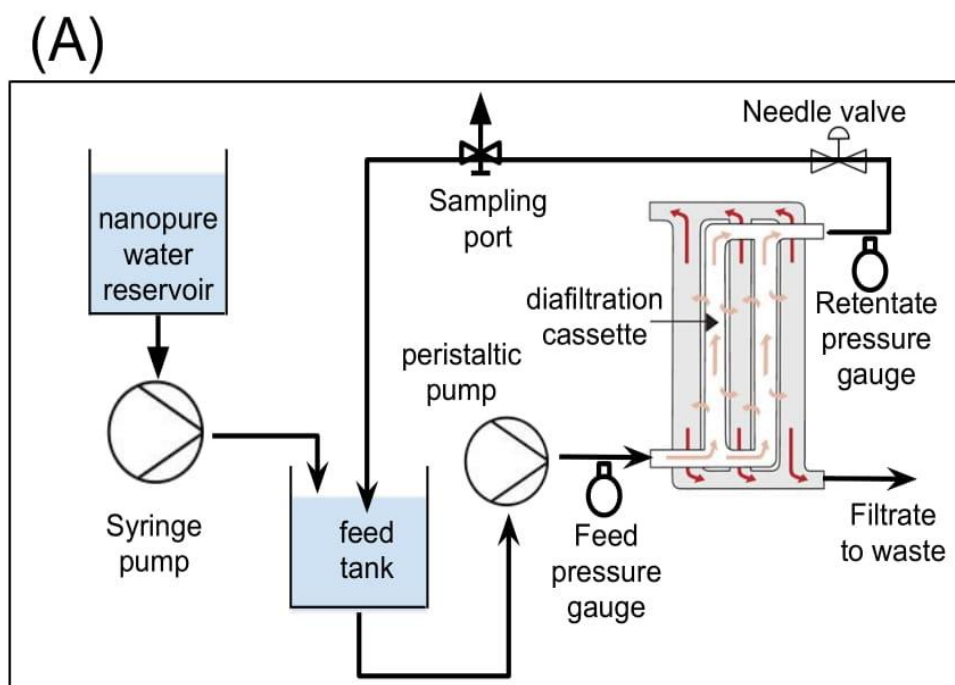 (A)
Needle valve
nanopure
water
reservoir
Sampling
port
diafiltration
cassette
Retentate
pressure
gauge
peristaltic
pump
Syringe
pump
feed
tank
Feed
pressure
gauge
Filtrate
to waste